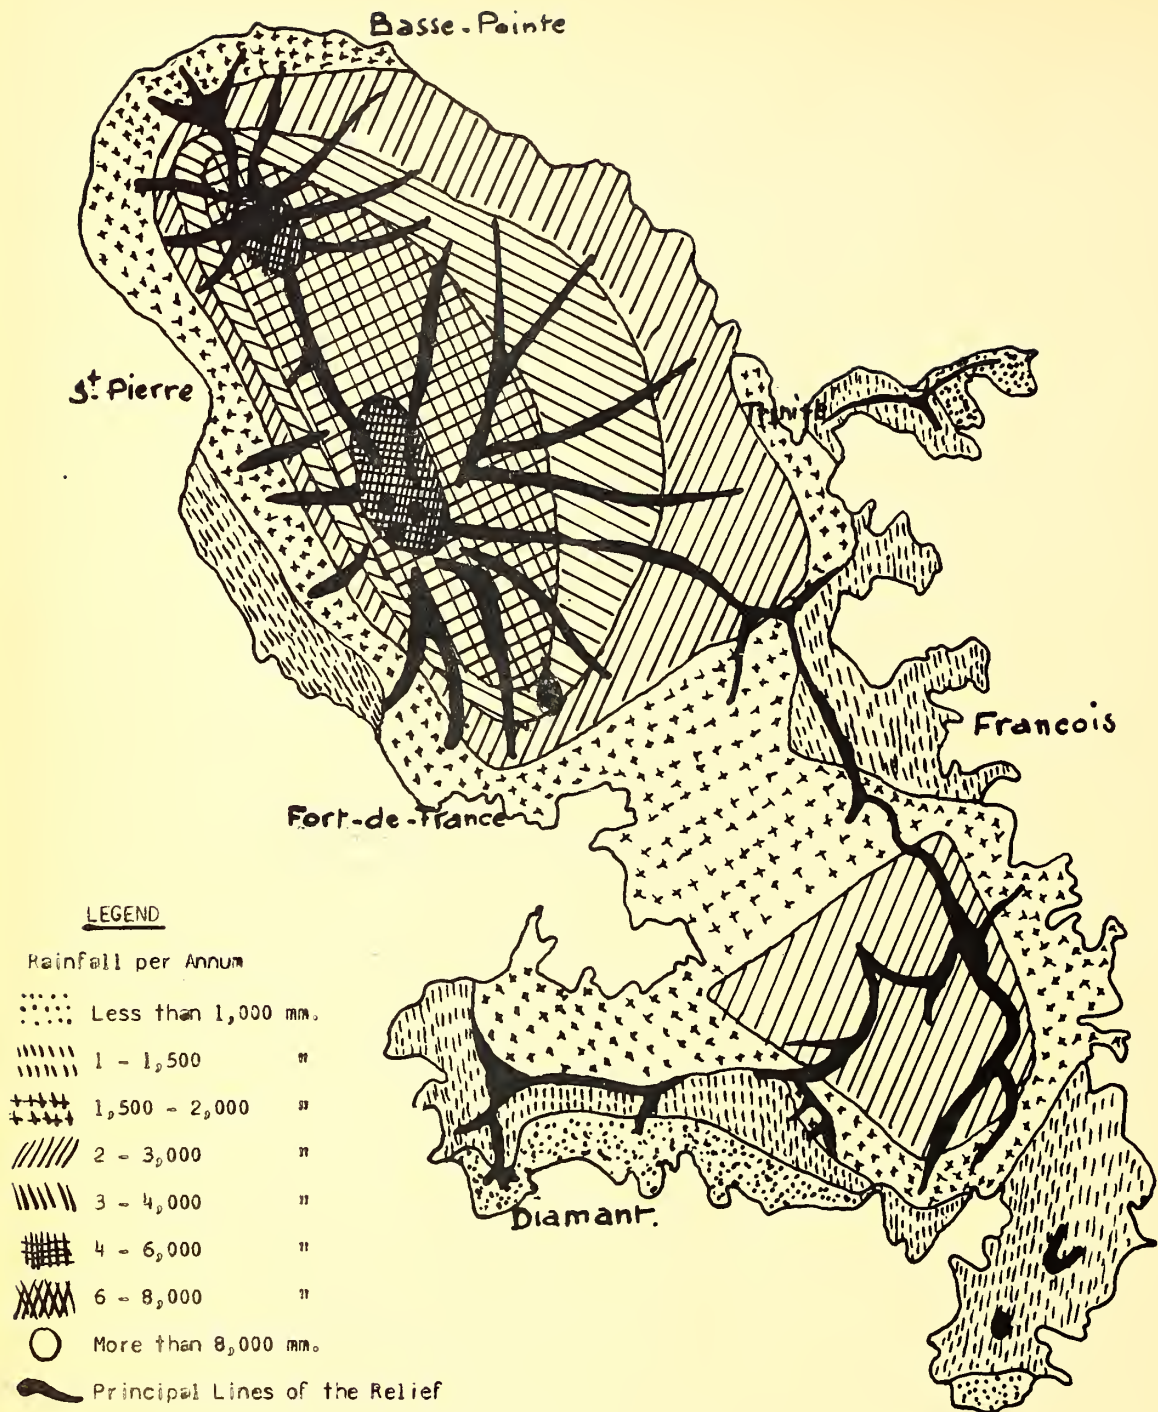 Basse-Pointe
St. Pierre
Trinité
Francois
Fort-de-France
Diamant.
LEGEND
Rainfall per Annum
Less than 1,000 mm.
1 - 1,500 "
1,500 - 2,000 "
2 - 3,000 "
3 - 4,000 "
4 - 6,000 "
6 - 8,000 "
More than 8,000 mm.
Principal Lines of the Relief